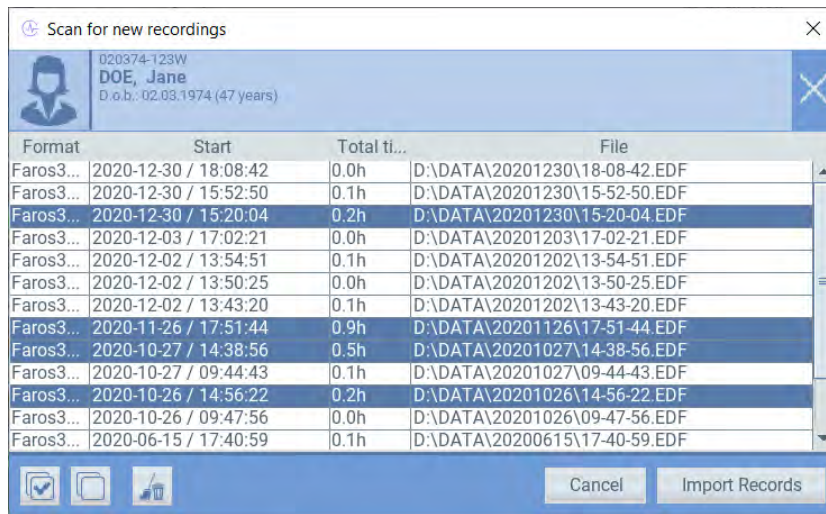 Scan for new recordings
020374-123W
DOE, Jane
D.o.b.: 02.03.1974 (47 years)
Format Start Total ti... File
Faros3... 2020-12-30 / 18:08:42 0.0h D:\DATA\20201230\18-08-42.EDF
Faros3... 2020-12-30 / 15:52:50 0.1h D:\DATA\20201230\15-52-50.EDF
Faros3... 2020-12-30 / 15:20:04 0.2h D:\DATA\20201230\15-20-04.EDF
Faros3... 2020-12-03 / 17:02:21 0.0h D:\DATA\20201203\17-02-21.EDF
Faros3... 2020-12-02 / 13:54:51 0.1h D:\DATA\20201202\13-54-51.EDF
Faros3... 2020-12-02 / 13:50:25 0.0h D:\DATA\20201202\13-50-25.EDF
Faros3... 2020-12-02 / 13:43:20 0.1h D:\DATA\20201202\13-43-20.EDF
Faros3... 2020-11-26 / 17:51:44 0.9h D:\DATA\20201126\17-51-44.EDF
Faros3... 2020-10-27 / 14:38:56 0.5h D:\DATA\20201027\14-38-56.EDF
Faros3... 2020-10-27 / 09:44:43 0.1h D:\DATA\20201027\09-44-43.EDF
Faros3... 2020-10-26 / 14:56:22 0.2h D:\DATA\20201026\14-56-22.EDF
Faros3... 2020-10-26 / 09:47:56 0.0h D:\DATA\20201026\09-47-56.EDF
Faros3... 2020-06-15 / 17:40:59 0.1h D:\DATA\20200615\17-40-59.EDF
Cancel Import Records